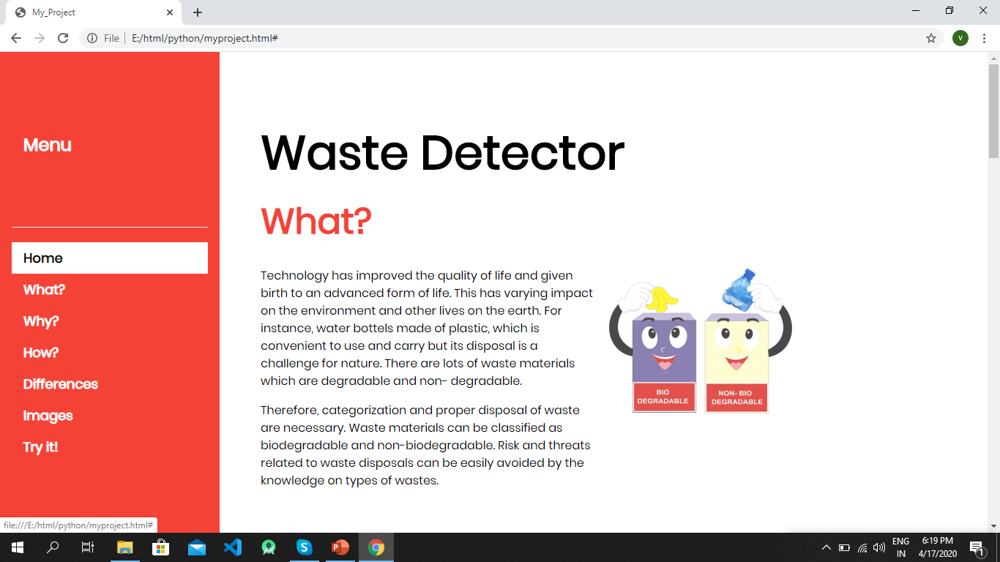 My_Project
File
E:/html/python/myproject.html#
V
Menu
Home
What?
Why?
How?
Differences
Images
Try it!
Waste Detector
What?
Technology has improved the quality of life and given
birth to an advanced form of life. This has varying impact
on the environment and other lives on the earth. For
instance, water bottels made of plastic, which is
convenient to use and carry but its disposal is a
challenge for nature. There are lots of waste materials
which are degradable and non- degradable.
Therefore, categorization and proper disposal of waste
are necessary. Waste materials can be classified as
biodegradable and non-biodegradable. Risk and threats
related to waste disposals can be easily avoided by the
knowledge on types of wastes.
BIO
DEGRADABLE
NON- BIO
DEGRADABLE
file:///E:/html/python/myproject.html#
S
P
ENG
IN
6:19 PM
4/17/2020
1